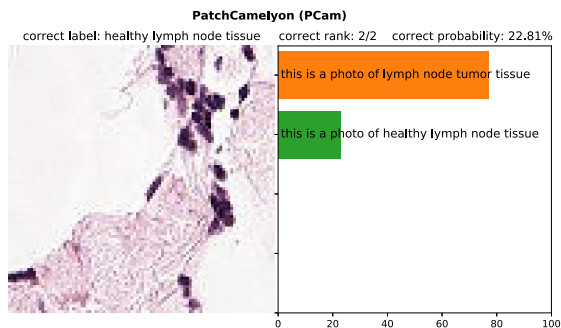 PatchCamelyon (PCam)
correct label: healthy lymph node tissue correct rank: 2/2 correct probability: 22.81%
this is a photo of lymph node tumor tissue
this is a photo of healthy lymph node tissue
0 20 40 60 80 100